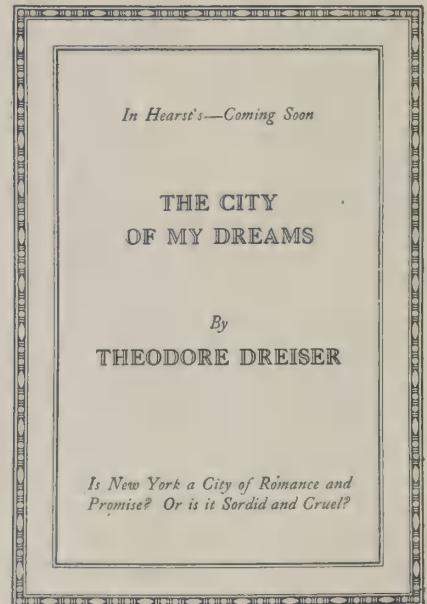 In Hearst's—Coming Soon
THE CITY
OF MY DREAMS
By
THEODORE DREISER
Is New York a City of Romance and
Promise? Or is it Sordid and Cruel?